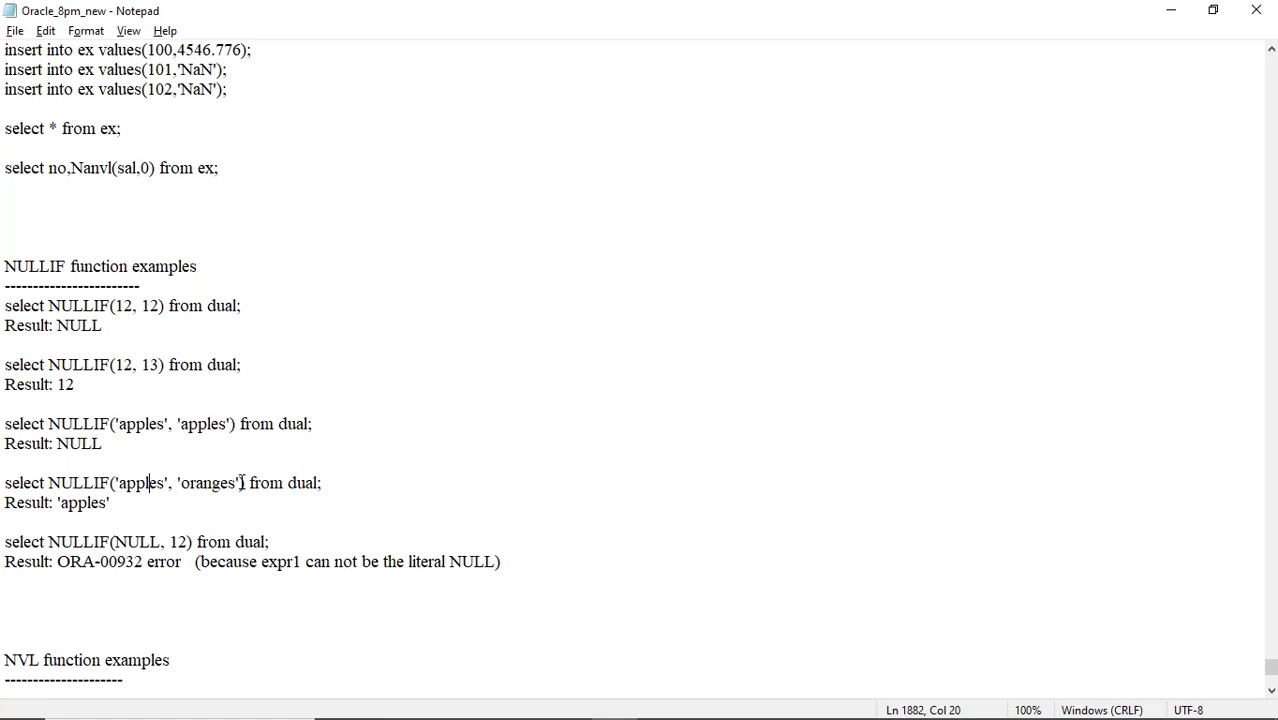 Oracle_8pm_new - Notepad
File Edit Format View Help
insert into ex values(100,4546.776);
insert into ex values(101,'NaN');
insert into ex values(102,'NaN');
select * from ex;
select no,Nanvl(sal,0) from ex;
NULLIF function examples
------------------------
select NULLIF(12, 12) from dual;
Result: NULL
select NULLIF(12, 13) from dual;
Result: 12
select NULLIF('apples', 'apples') from dual;
Result: NULL
select NULLIF('apples', 'oranges') from dual;
Result: 'apples'
select NULLIF(NULL, 12) from dual;
Result: ORA-00932 error   (because expr1 can not be the literal NULL)
NVL function examples
---------------------
Ln 1882, Col 20 100% Windows (CRLF) UTF-8